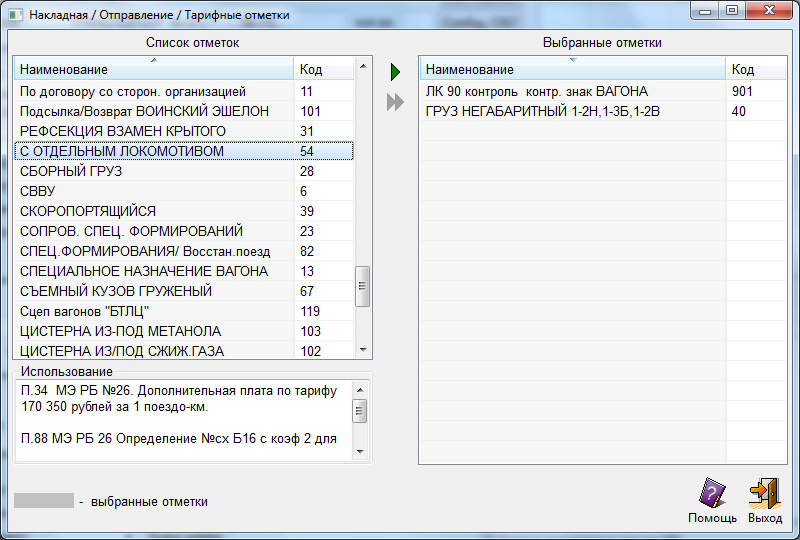 Накладная / Отправление / Тарифные отметки
Список отметок
Наименование Код
По договору со сторон. организацией 11
Подсылка/Возврат ВОИНСКИЙ ЭШЕЛОН 101
РЕФСЕКЦИЯ ВЗАМЕН КРЫТОГО 31
С ОТДЕЛЬНЫМ ЛОКОМОТИВОМ 54
СБОРНЫЙ ГРУЗ 28
СВВУ 6
СКОРОПОРТЯЩИЙСЯ 39
СОПРОВ. СПЕЦ. ФОРМИРОВАНИЙ 23
СПЕЦ.ФОРМИРОВАНИЯ/ Восстан.поезд 82
СПЕЦИАЛЬНОЕ НАЗНАЧЕНИЕ ВАГОНА 13
СЪЕМНЫЙ КУЗОВ ГРУЖЕНЫЙ 67
Сцеп вагонов "БТЛЦ" 119
ЦИСТЕРНА ИЗ-ПОД МЕТАНОЛА 103
ЦИСТЕРНА ИЗ/ПОД СЖИЖ.ГАЗА 102
Использование
П.34 МЭ РБ №26. Дополнительная плата по тарифу
170 350 рублей за 1 поездо-км.
П.88 МЭ РБ 26 Определение №сх Б16 с коэф 2 для
- выбранные отметки
Выбранные отметки
Наименование Код
ЛК 90 контроль контр. знак ВАГОНА 901
ГРУЗ НЕГАБАРИТНЫЙ 1-2Н,1-3Б,1-2В 40
Помощь Выход